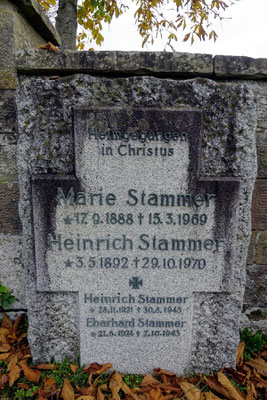 Heimgegangen
in Christus
Marie Stammer
* 17.9.1888 † 15.3.1969
Heinrich Stammer
* 3.5.1892 † 29.10.1970
Heinrich Stammer
Eberhard Stammer